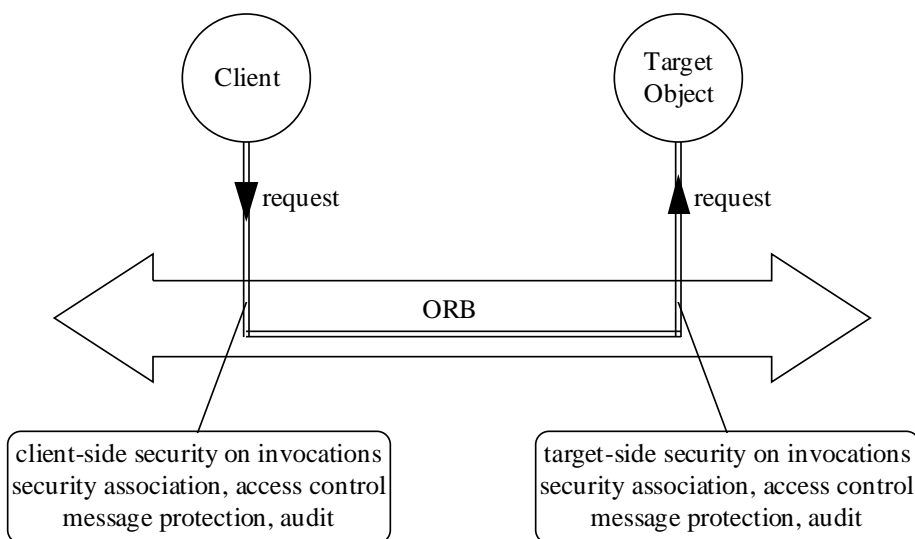 Client
Target
Object
request
request
ORB
client-side security on invocations
security association, access control
message protection, audit
target-side security on invocations
security association, access control
message protection, audit